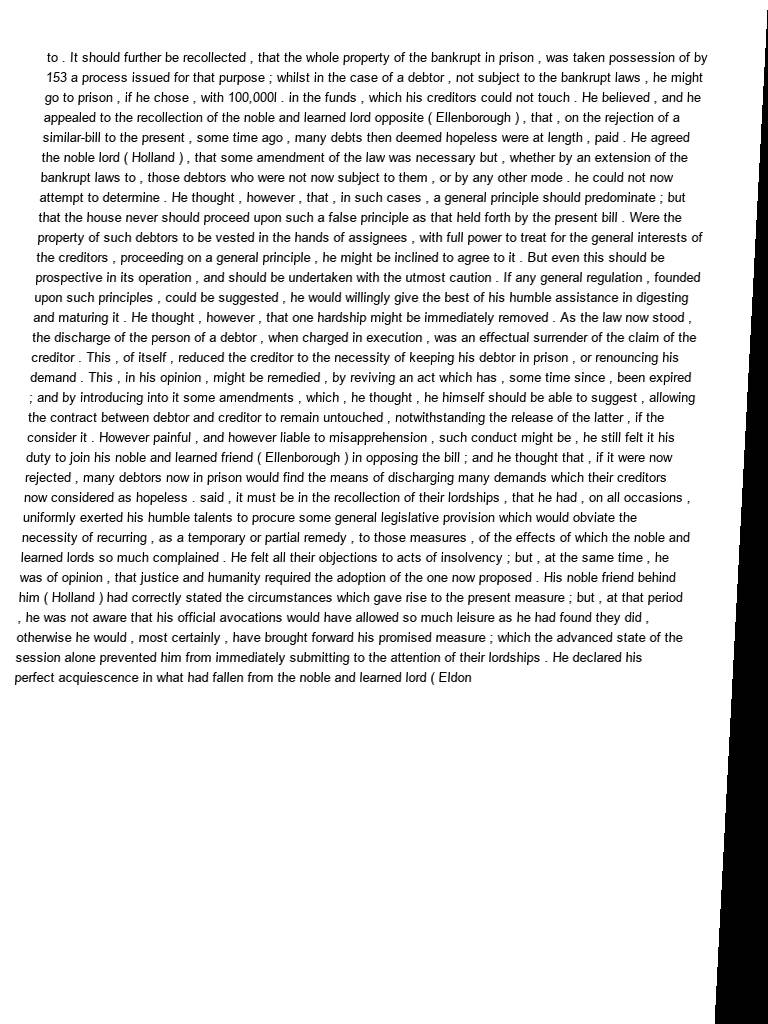 to . It should further be recollected , that the whole property of the bankrupt in prison , was taken possession of by
153 a process issued for that purpose ; whilst in the case of a debtor , not subject to the bankrupt laws , he might
go to prison , if he chose , with 100,000l . in the funds , which his creditors could not touch . He believed , and he
appealed to the recollection of the noble and learned lord opposite ( Ellenborough ) , that , on the rejection of a
similar-bill to the present , some time ago , many debts then deemed hopeless were at length , paid . He agreed
the noble lord ( Holland ) , that some amendment of the law was necessary but , whether by an extension of the
bankrupt laws to , those debtors who were not now subject to them , or by any other mode . he could not now
attempt to determine . He thought , however , that , in such cases , a general principle should predominate ; but
that the house never should proceed upon such a false principle as that held forth by the present bill . Were the
property of such debtors to be vested in the hands of assignees , with full power to treat for the general interests of
the creditors , proceeding on a general principle , he might be inclined to agree to it . But even this should be
prospective in its operation , and should be undertaken with the utmost caution . If any general regulation , founded
upon such principles , could be suggested , he would willingly give the best of his humble assistance in digesting
and maturing it . He thought , however , that one hardship might be immediately removed . As the law now stood ,
the discharge of the person of a debtor , when charged in execution , was an effectual surrender of the claim of the
creditor . This , of itself , reduced the creditor to the necessity of keeping his debtor in prison , or renouncing his
demand . This , in his opinion , might be remedied , by reviving an act which has , some time since , been expired
; and by introducing into it some amendments , which , he thought , he himself should be able to suggest , allowing
the contract between debtor and creditor to remain untouched , notwithstanding the release of the latter , if the
consider it . However painful , and however liable to misapprehension , such conduct might be , he still felt it his
duty to join his noble and learned friend ( Ellenborough ) in opposing the bill ; and he thought that , if it were now
rejected , many debtors now in prison would find the means of discharging many demands which their creditors
now considered as hopeless . said , it must be in the recollection of their lordships , that he had , on all occasions ,
uniformly exerted his humble talents to procure some general legislative provision which would obviate the
necessity of recurring , as a temporary or partial remedy , to those measures , of the effects of which the noble and
learned lords so much complained . He felt all their objections to acts of insolvency ; but , at the same time , he
was of opinion , that justice and humanity required the adoption of the one now proposed . His noble friend behind
him ( Holland ) had correctly stated the circumstances which gave rise to the present measure ; but , at that period
, he was not aware that his official avocations would have allowed so much leisure as he had found they did ,
otherwise he would , most certainly , have brought forward his promised measure ; which the advanced state of the
session alone prevented him from immediately submitting to the attention of their lordships . He declared his
perfect acquiescence in what had fallen from the noble and learned lord ( Eldon